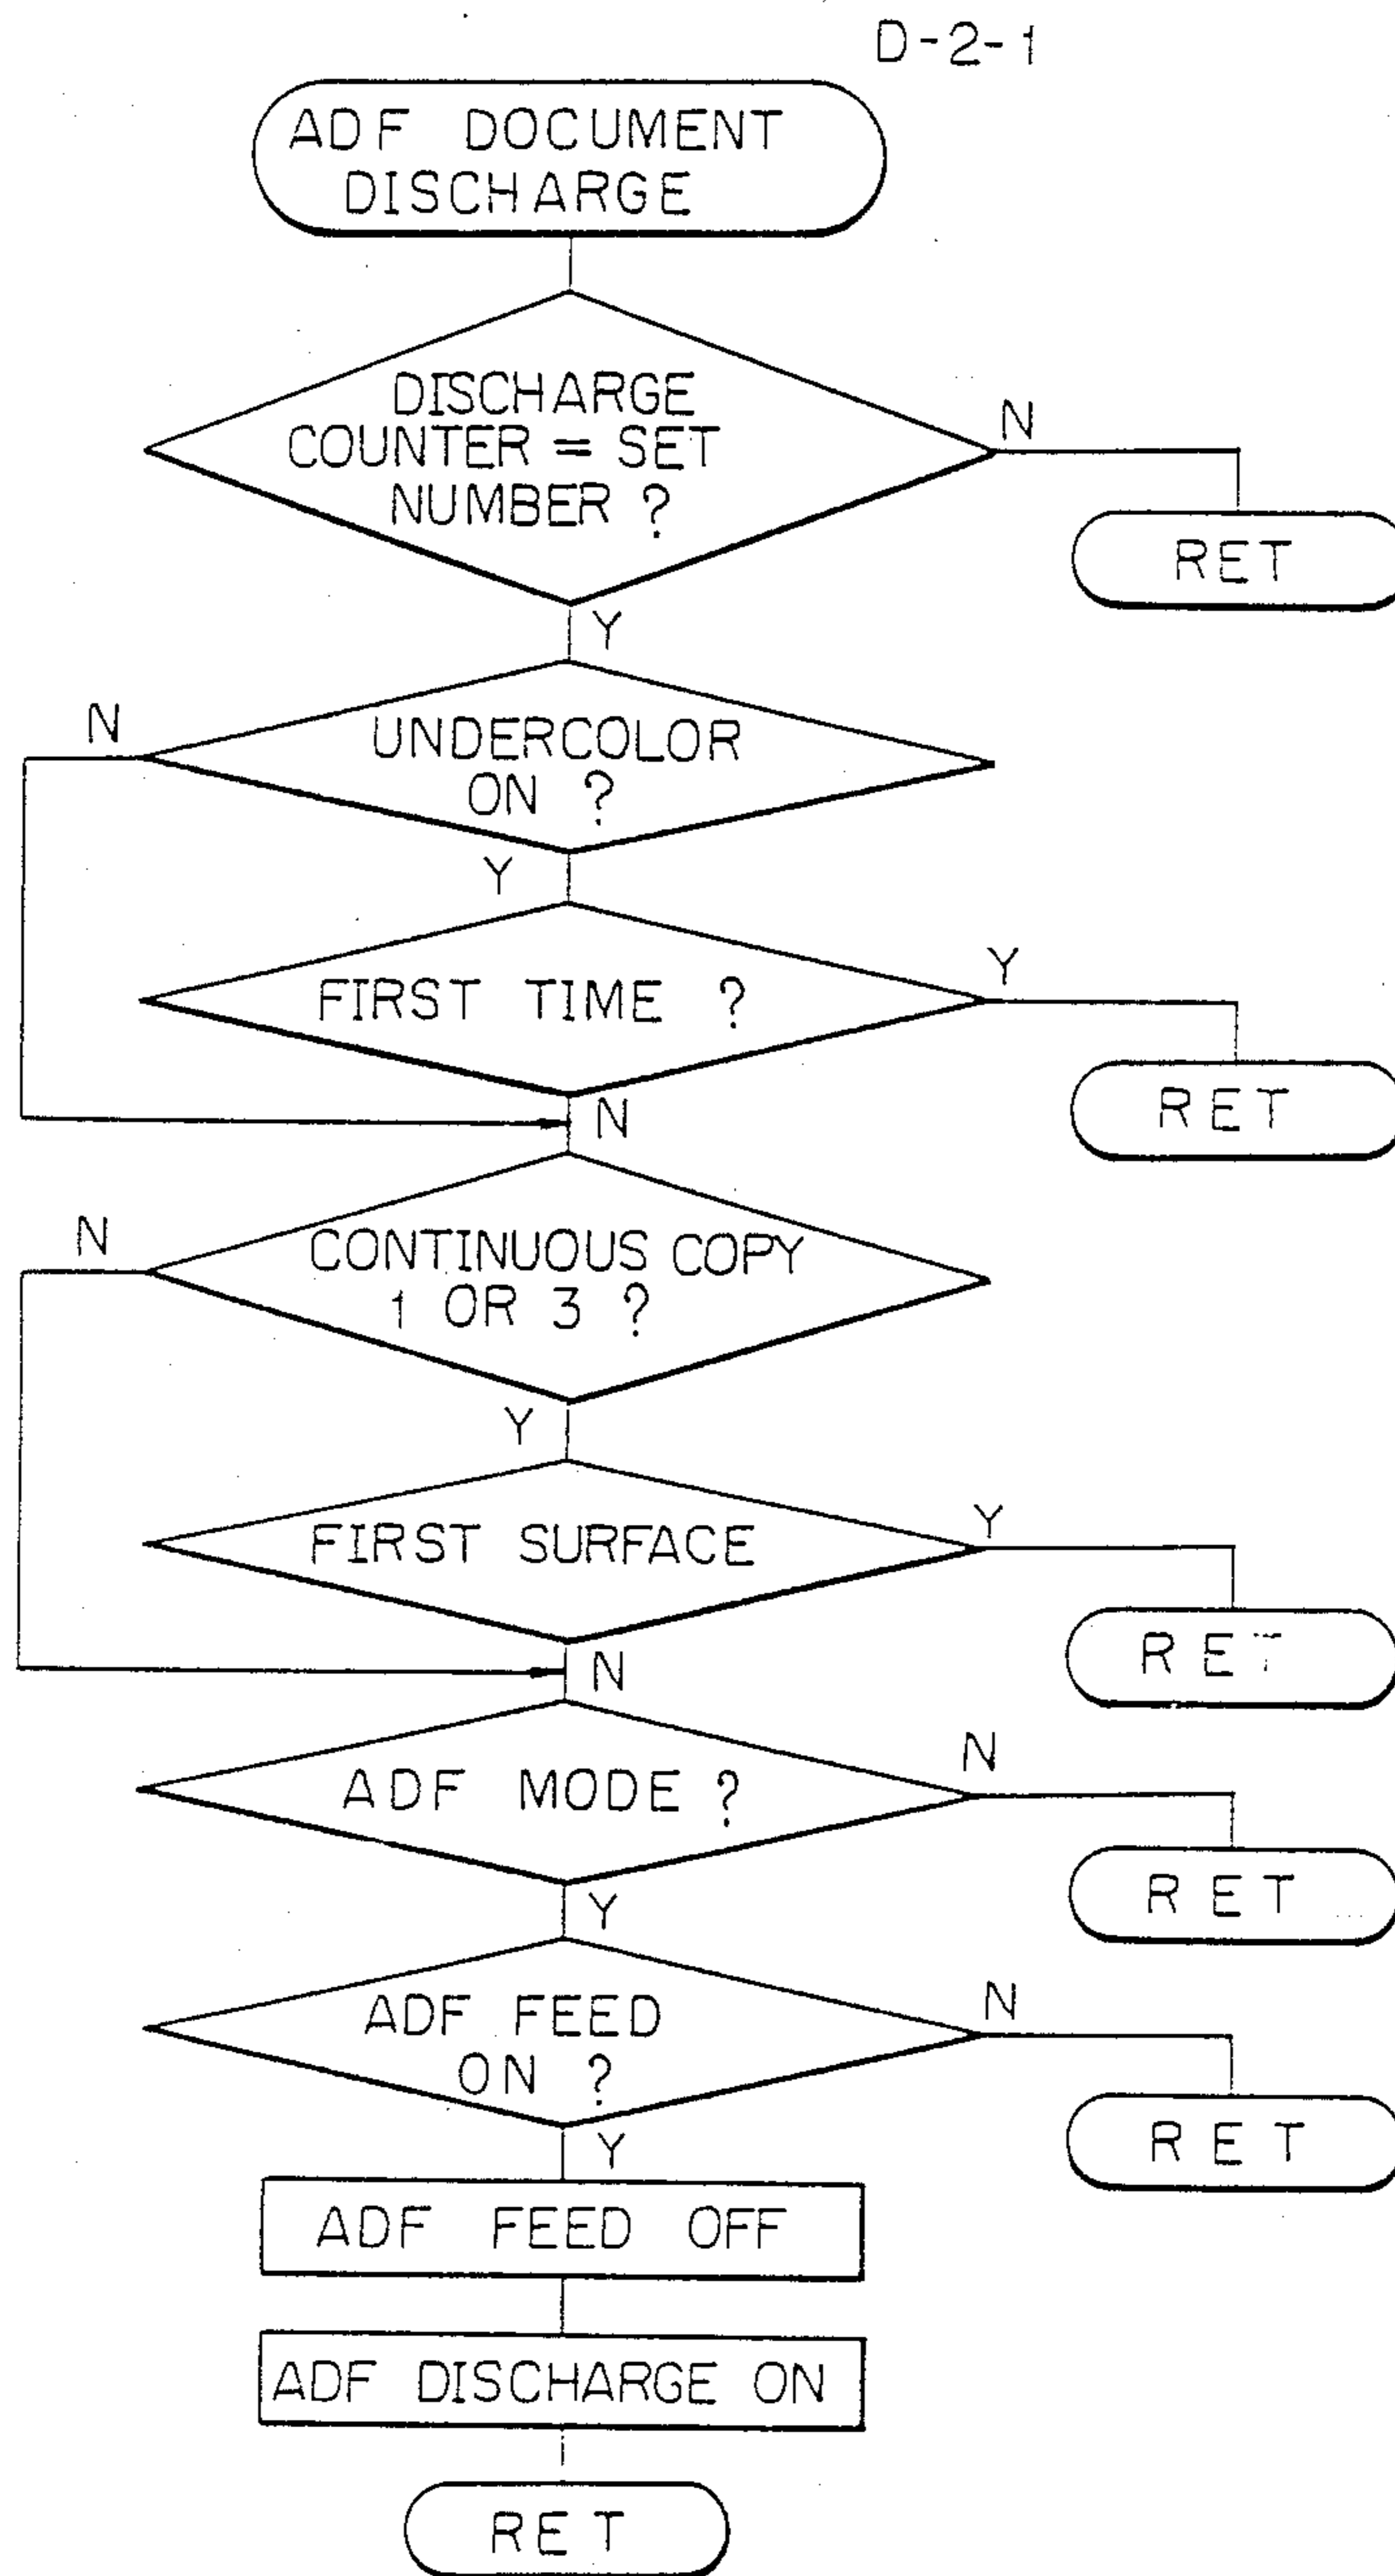 D-2-1
ADF DOCUMENT
DISCHARGE
DISCHARGE
COUNTER = SET
NUMBER ?
N
RET
Y
N
UNDERCOLOR
ON ?
Y
FIRST TIME ?
Y
RET
N
N
CONTINUOUS COPY
1 OR 3 ?
Y
FIRST SURFACE
Y
RET
N
ADF MODE ?
N
RET
Y
ADF FEED
ON ?
N
RET
Y
ADF FEED OFF
ADF DISCHARGE ON
RET